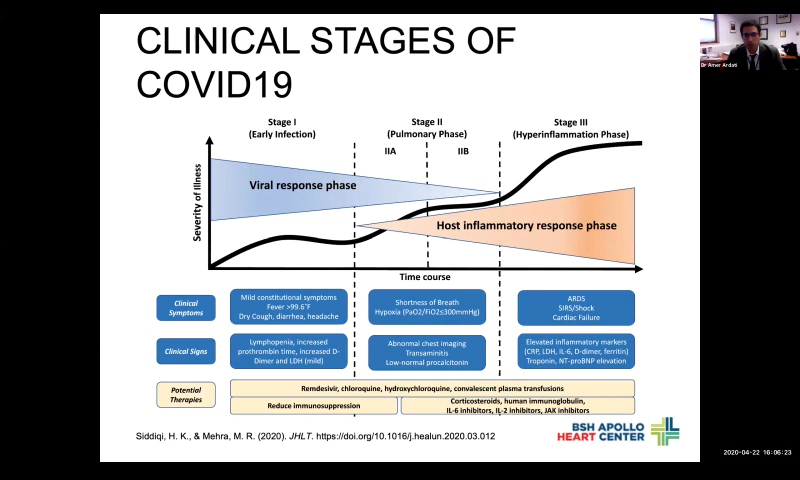 CLINICAL STAGES OF
COVID19
Dr Amer Ardati
Stage I
(Early Infection)
Stage II
(Pulmonary Phase)
Stage III
(Hyperinflammation Phase)
IIA
IIB
Severity of Illness
Viral response phase
Host inflammatory response phase
Time course
Clinical
Symptoms
Mild constitutional symptoms
Fever >99.6°F
Dry Cough, diarrhea, headache
Shortness of Breath
Hypoxia (PaO2/FiO2≤300mmHg)
ARDS
SIRS/Shock
Cardiac Failure
Clinical Signs
Lymphopenia, increased
prothrombin time, increased D-
Dimer and LDH (mild)
Abnormal chest imaging
Transaminitis
Low-normal procalcitonin
Elevated inflammatory markers
(CRP, LDH, IL-6, D-dimer, ferritin)
Troponin, NT-proBNP elevation
Potential
Therapies
Remdesivir, chloroquine, hydroxychloroquine, convalescent plasma transfusions
Reduce immunosuppression
Corticosteroids, human immunoglobulin,
IL-6 inhibitors, IL-2 inhibitors, JAK inhibitors
Siddiqi, H. K., & Mehra, M. R. (2020). JHLT. https://doi.org/10.1016/j.healun.2020.03.012
BSH APOLLO
HEART CENTER
2020-04-22 16:06:23